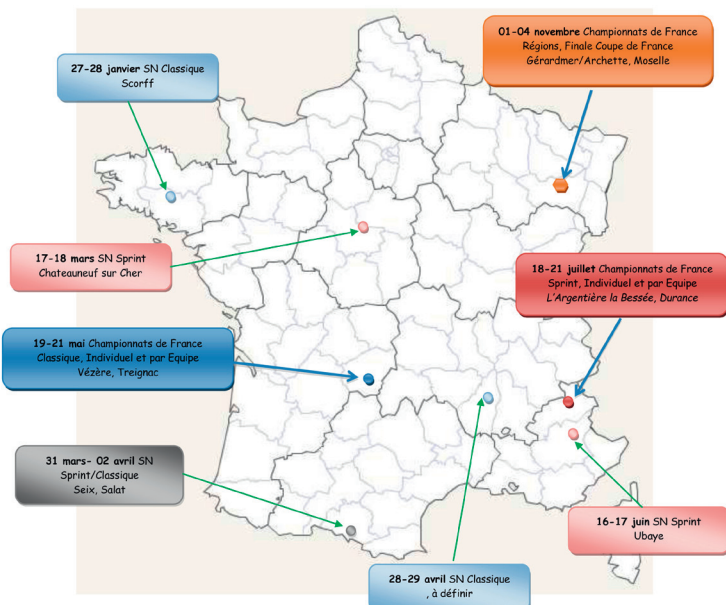 01-04 novembre Championnats de France
Régions, Finale Coupe de France
Gérardmer/Archette, Moselle
27-28 janvier SN Classique
Scorff
17-18 mars SN Sprint
Chateauneuf sur Cher
18-21 juillet Championnats de France
Sprint, Individuel et par Equipe
L'Argentière la Bessée, Durance
19-21 mai Championnats de France
Classique, Individuel et par Equipe
Vézère, Treignac
31 mars- 02 avril SN
Sprint/Classique
Seix, Salat
16-17 juin SN Sprint
Ubaye
28-29 avril SN Classique
, à définir